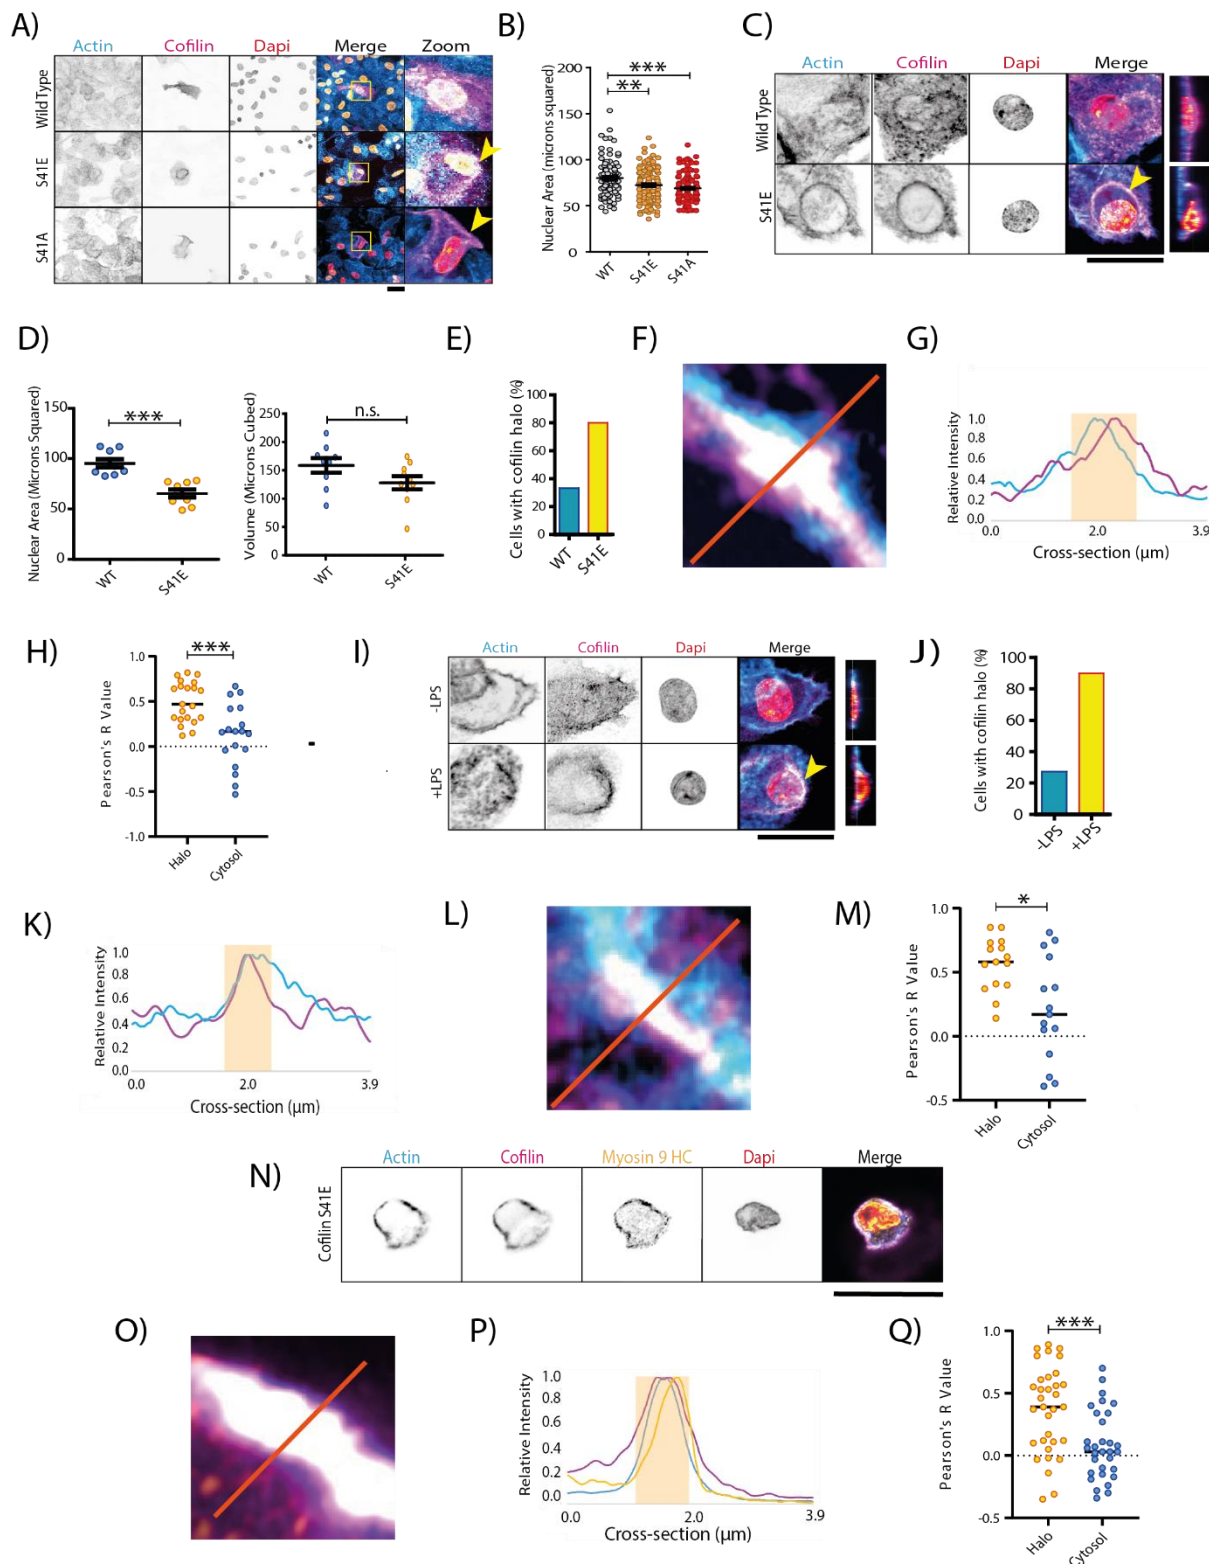 A)
Actin Cofilin Dapi Merge Zoom
Wild Type
S41E
S41A
B)
Nuclear Area (microns squared)
200
150
100
50
0
*** 
**
WT S41E S41A
C)
Actin Cofilin Dapi Merge
Wild Type
S41E
D)
Nuclear Area (Microns Squared)
150
100
50
0
***
WT S41E
Volume (Microns Cubed)
250
200
150
100
50
0
n.s.
WT S41E
E)
Cells with cofilin halo (%)
100
80
60
40
20
0
WT S41E
F)
G)
Relative Intensity
1.0
0.8
0.6
0.4
0.2
0.0
0.0 2.0 3.9
Cross-section (µm)
H)
Pearson's R Value
1.0
0.5
0.0
-0.5
-1.0
***
Halo Cytosol
I)
Actin Cofilin Dapi Merge
-LPS
+LPS
J)
Cells with cofilin halo (%)
100
80
60
40
20
0
-LPS +LPS
K)
Relative Intensity
1.0
0.8
0.6
0.4
0.2
0.0
0.0 2.0 3.9
Cross-section (µm)
L)
M)
Pearson's R Value
1.0
0.5
0.0
-0.5
*
Halo Cytosol
N)
Actin Cofilin Myosin 9 HC Dapi Merge
Cofilin S41E
O)
P)
Relative Intensity
1.0
0.8
0.6
0.4
0.2
0.0
0.0 2.0 3.9
Cross-section (µm)
Q)
Pearson's R Value
1.0
0.5
0.0
-0.5
***
Halo Cytosol